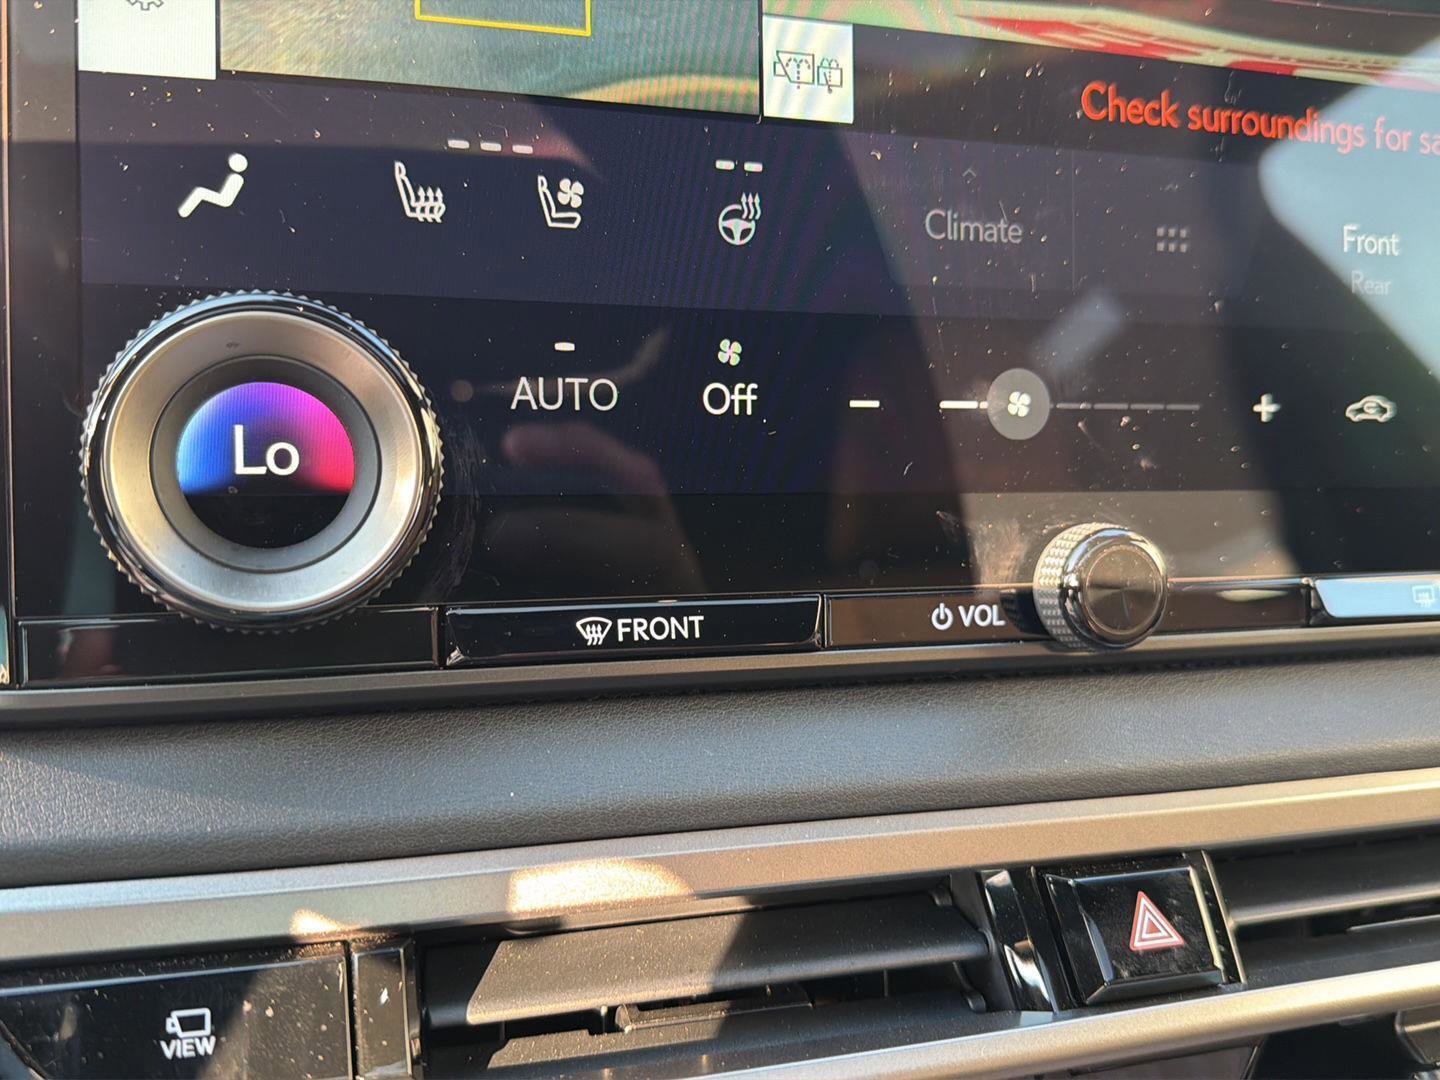 Check surroundings for sa
Climate
Front
Rear
Lo
AUTO
Off
FRONT
VOL
VIEW